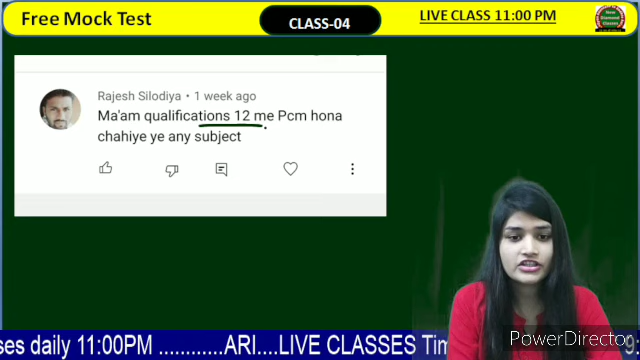 Free Mock Test
CLASS-04
LIVE CLASS 11:00 PM
Rajesh Silodiya • 1 week ago
Ma'am qualifications 12 me Pcm hona
chahiye ye any subject
PowerDirector
ses daily 11:00PM ............ARI....LIVE CLASSES Tim
9.